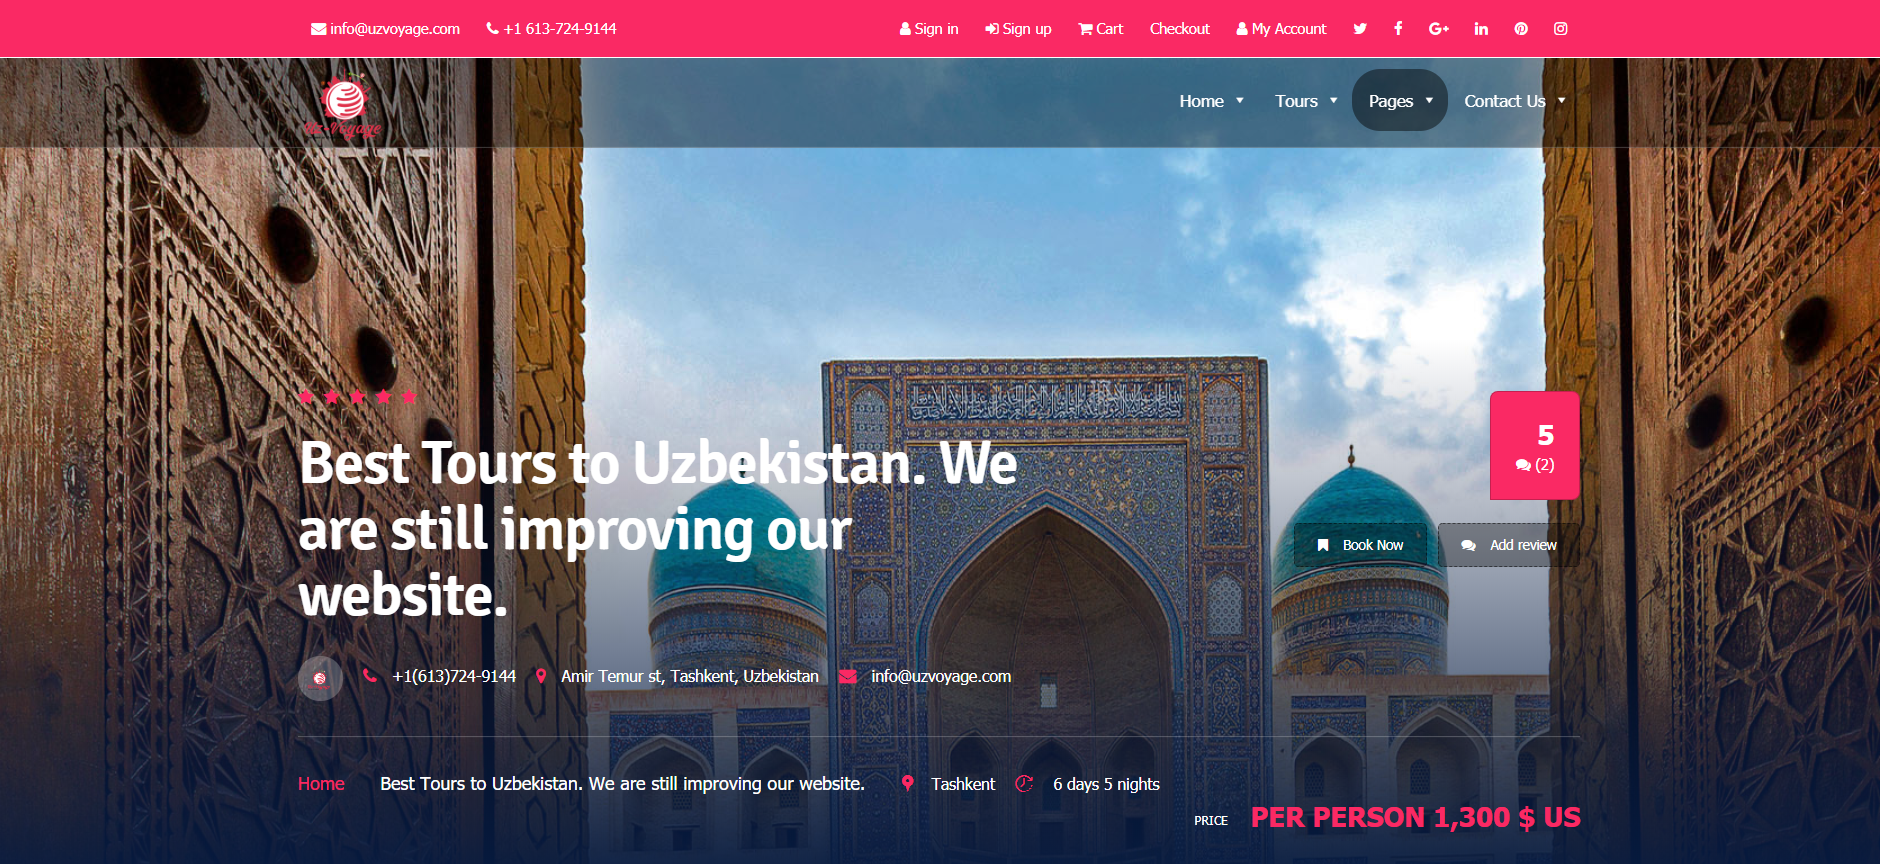 info@uzvoyage.com +1 613-724-9144 Sign in Sign up Cart Checkout My Account
Uz-Voyage
Home Tours Pages Contact Us
5
(2)
Best Tours to Uzbekistan. We
are still improving our
website.
Book Now Add review
+1(613)724-9144 Amir Temur st, Tashkent, Uzbekistan info@uzvoyage.com
Home Best Tours to Uzbekistan. We are still improving our website. Tashkent 6 days 5 nights
PRICE PER PERSON 1,300 $ US